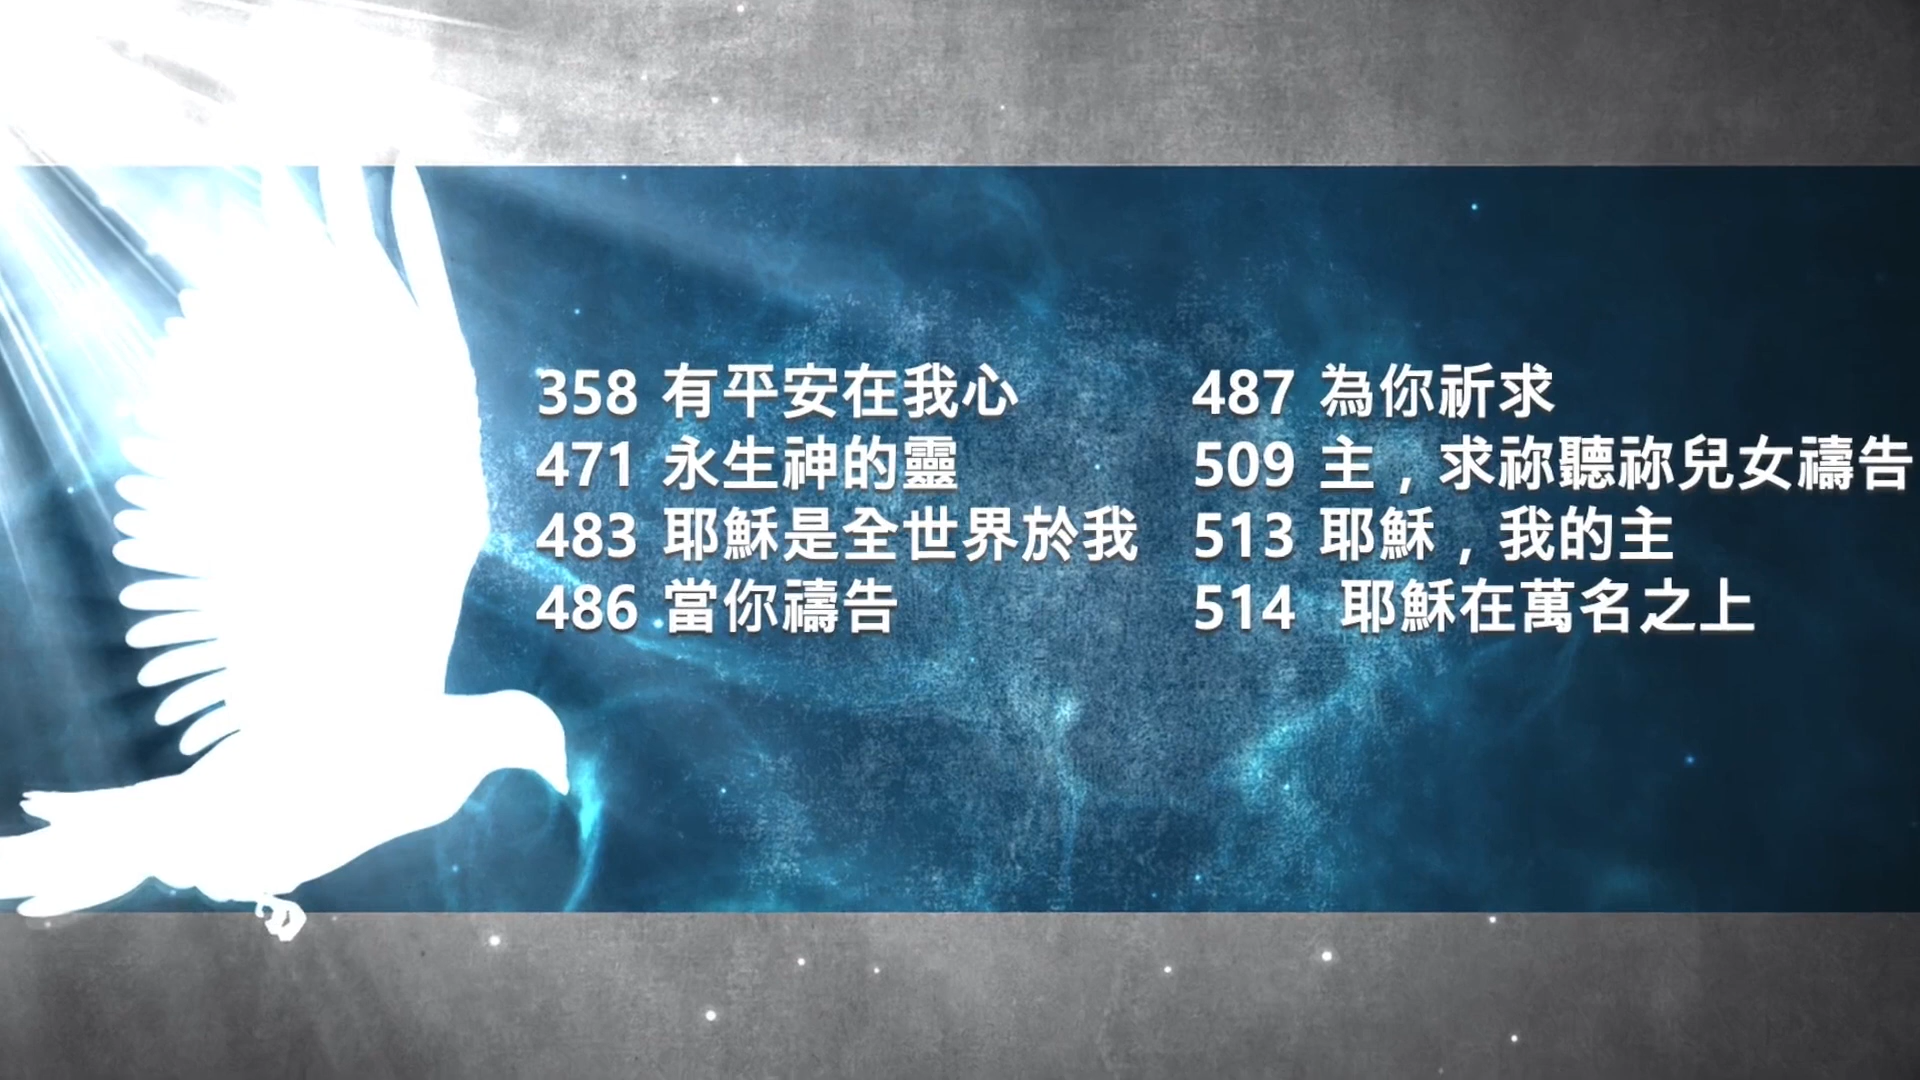 358 有平安在我心
471 永生神的靈
483 耶穌是全世界於我
486 當你禱告
487 為你祈求
509 主，求祢聽祢兒女禱告
513 耶穌，我的主
514 耶穌在萬名之上